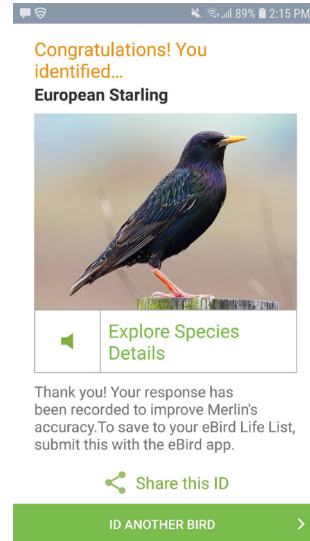 89% 2:15 PM
Congratulations! You
identified...
European Starling
Explore Species
Details
Thank you! Your response has
been recorded to improve Merlin's
accuracy.To save to your eBird Life List,
submit this with the eBird app.
Share this ID
ID ANOTHER BIRD